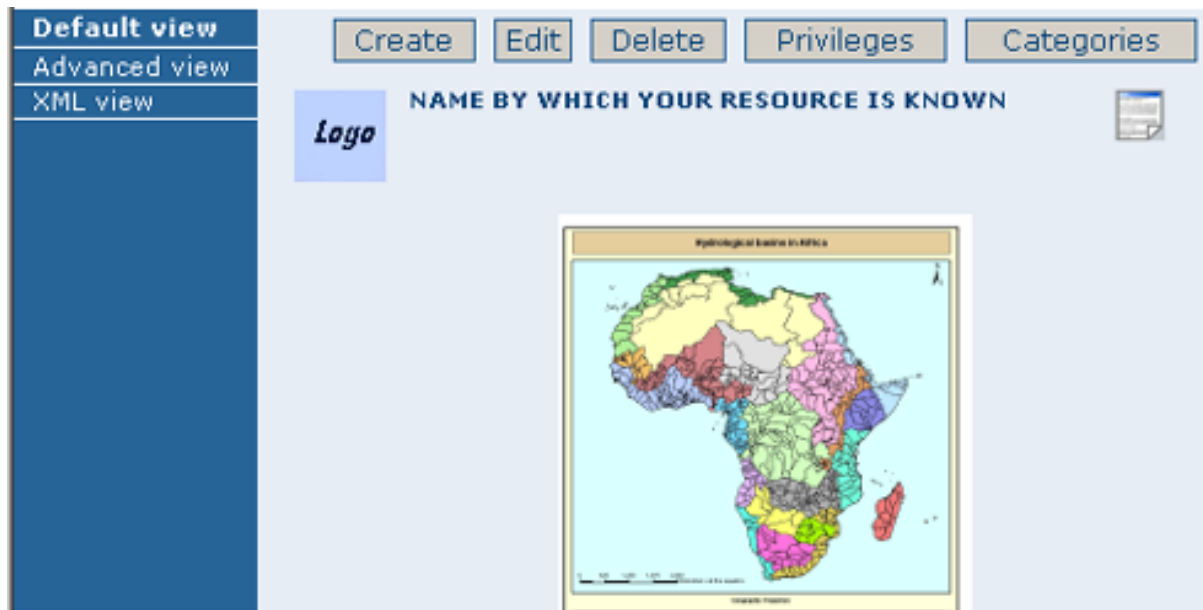 Default view
Advanced view
XML view
Create Edit Delete Privileges Categories
Logo
NAME BY WHICH YOUR RESOURCE IS KNOWN
Hydrological basins in Africa